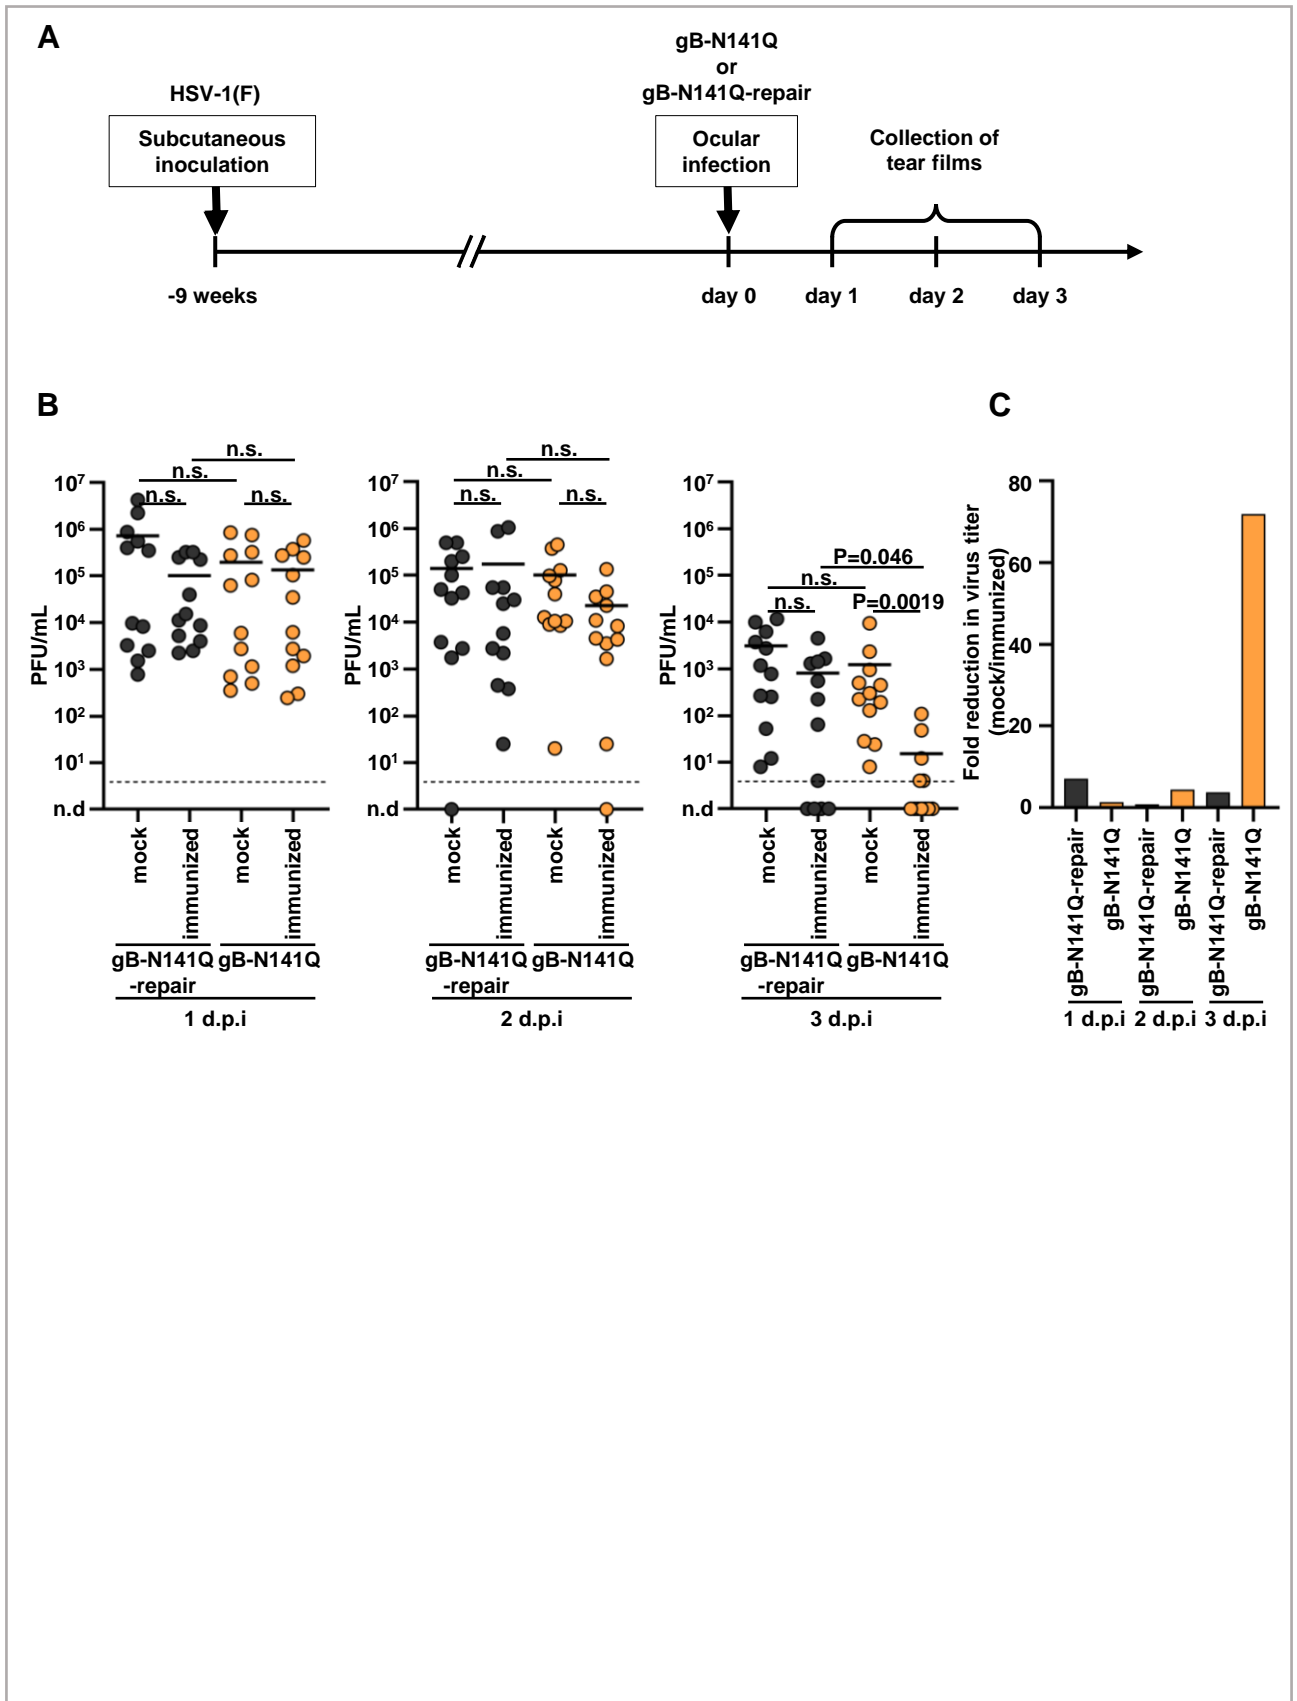 A
HSV-1(F)
Subcutaneous
inoculation
gB-N141Q
or
gB-N141Q-repair
Ocular
infection
Collection of
tear films
-9 weeks
day 0
day 1
day 2
day 3
B
PFU/mL
10⁷
10⁶
10⁵
10⁴
10³
10²
10¹
n.d
n.s.
n.s.
n.s.
n.s.
mock
immunized
mock
immunized
gB-N141Q
-repair
gB-N141Q
1 d.p.i
PFU/mL
10⁷
10⁶
10⁵
10⁴
10³
10²
10¹
n.d
n.s.
n.s.
n.s.
n.s.
mock
immunized
mock
immunized
gB-N141Q
-repair
gB-N141Q
2 d.p.i
PFU/mL
10⁷
10⁶
10⁵
10⁴
10³
10²
10¹
n.d
P=0.046
n.s.
n.s.
P=0.0019
mock
immunized
mock
immunized
gB-N141Q
-repair
gB-N141Q
3 d.p.i
C
Fold reduction in virus titer
(mock/immunized)
80
60
40
20
0
gB-N141Q-repair
gB-N141Q
gB-N141Q-repair
gB-N141Q
gB-N141Q-repair
gB-N141Q
1 d.p.i
2 d.p.i
3 d.p.i